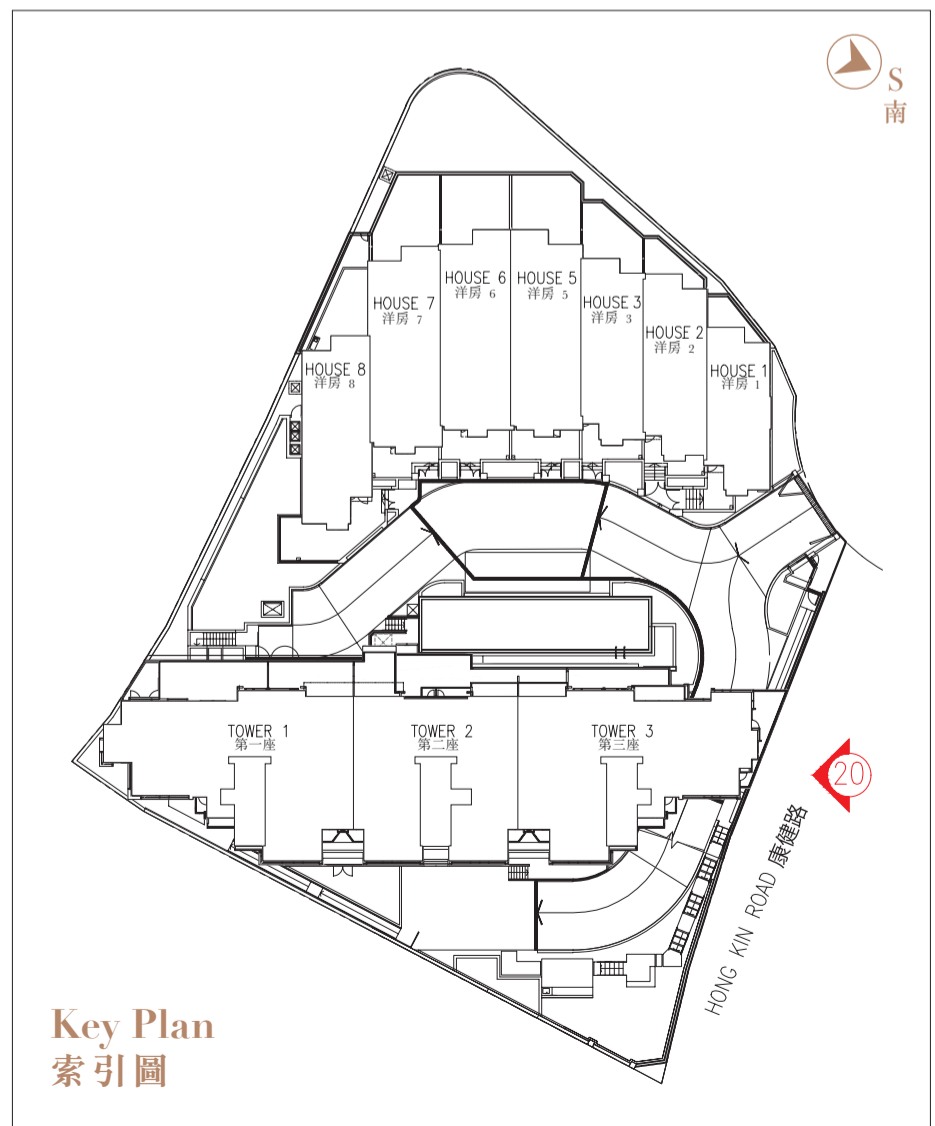 S
南
HOUSE 6
洋房 6
HOUSE 5
洋房 5
HOUSE 7
洋房 7
HOUSE 3
洋房 3
HOUSE 2
洋房 2
HOUSE 8
洋房 8
HOUSE 1
洋房 1
TOWER 1
第一座
TOWER 2
第二座
TOWER 3
第三座
20
HONG KIN ROAD 康健路
Key Plan
索引圖